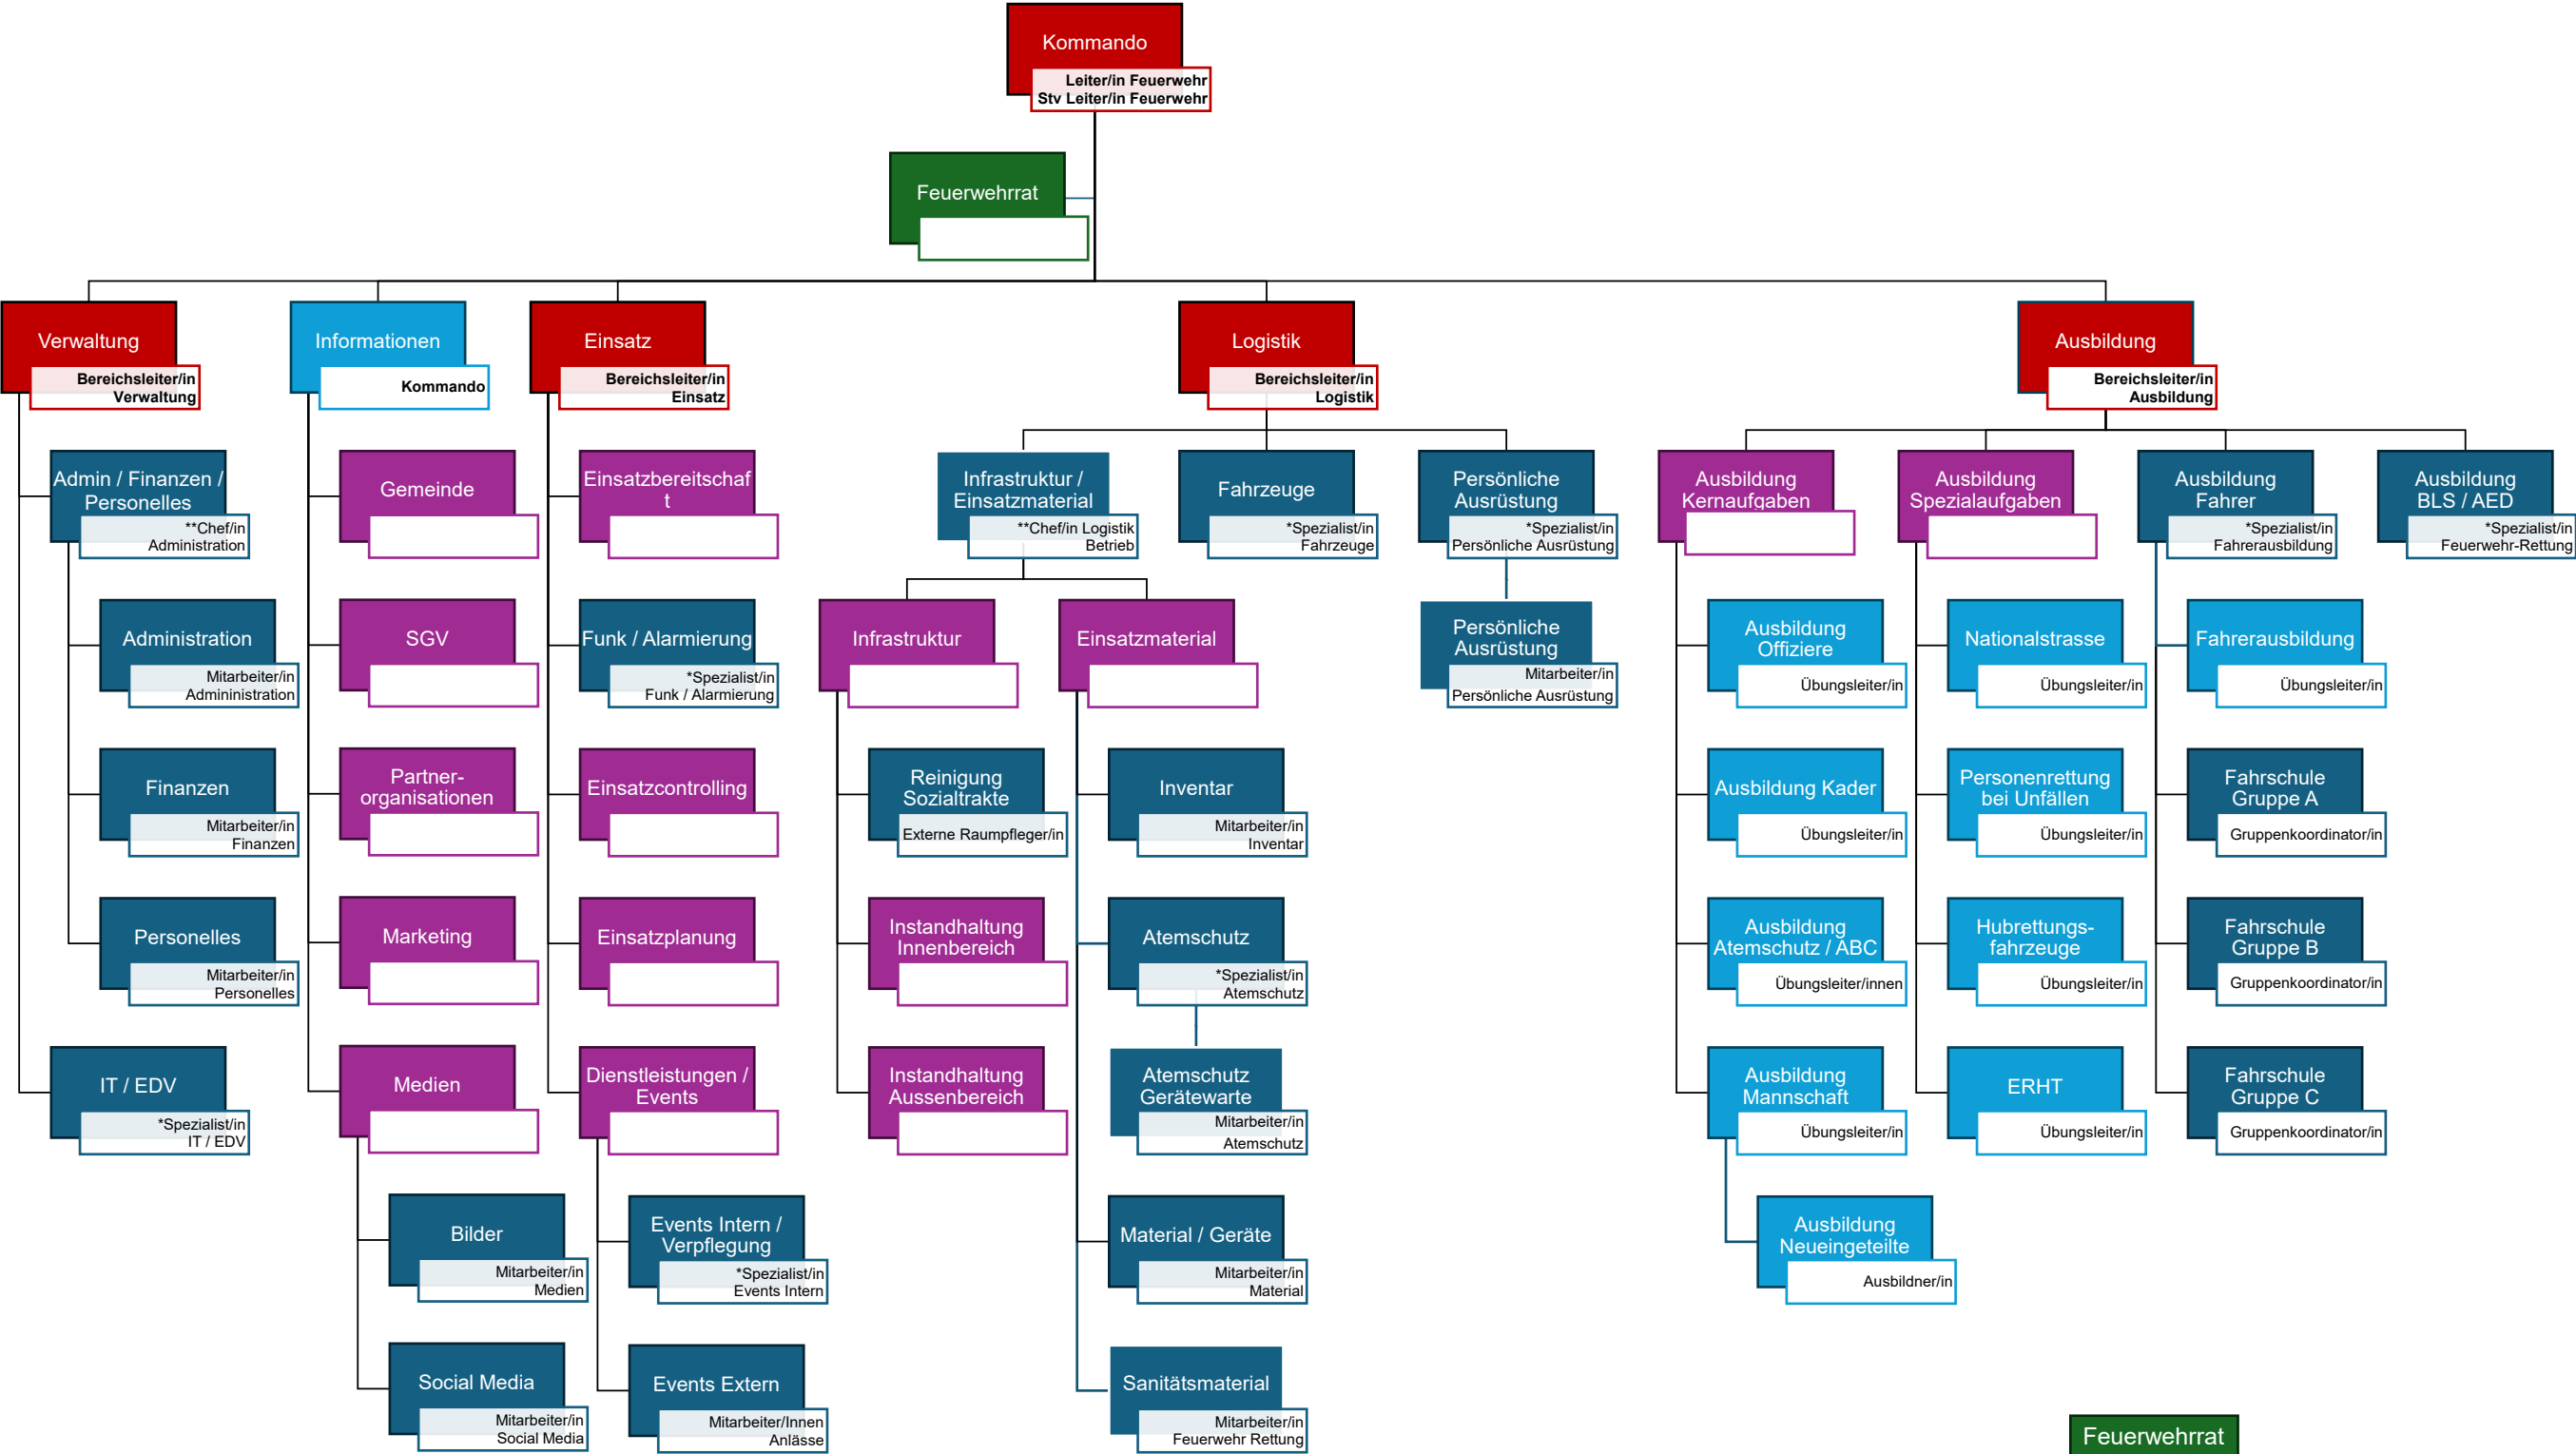 Kommando
Leiter/in Feuerwehr
Stv Leiter/in Feuerwehr
Feuerwehrrat
Verwaltung
Bereichsleiter/in
Verwaltung
Informationen
Kommando
Einsatz
Bereichsleiter/in
Einsatz
Logistik
Bereichsleiter/in
Logistik
Ausbildung
Bereichsleiter/in
Ausbildung
Admin / Finanzen /
Personelles
**Chef/in
Administration
Administration
Mitarbeiter/in
Admininistration
Finanzen
Mitarbeiter/in
Finanzen
Personelles
Mitarbeiter/in
Personelles
IT / EDV
*Spezialist/in
IT / EDV
Gemeinde
SGV
Partner-
organisationen
Marketing
Medien
Bilder
Mitarbeiter/in
Medien
Social Media
Mitarbeiter/in
Social Media
Einsatzbereitschaf
t
Funk / Alarmierung
*Spezialist/in
Funk / Alarmierung
Einsatzcontrolling
Einsatzplanung
Dienstleistungen /
Events
Events Intern /
Verpflegung
*Spezialist/in
Events Intern
Events Extern
Mitarbeiter/Innen
Anlässe
Infrastruktur /
Einsatzmaterial
**Chef/in Logistik
Betrieb
Infrastruktur
Reinigung
Sozialtrakte
Externe Raumpfleger/in
Instandhaltung
Innenbereich
Instandhaltung
Aussenbereich
Einsatzmaterial
Inventar
Mitarbeiter/in
Inventar
Atemschutz
*Spezialist/in
Atemschutz
Atemschutz
Gerätewarte
Mitarbeiter/in
Atemschutz
Material / Geräte
Mitarbeiter/in
Material
Sanitätsmaterial
Mitarbeiter/in
Feuerwehr Rettung
Fahrzeuge
*Spezialist/in
Fahrzeuge
Persönliche
Ausrüstung
*Spezialist/in
Persönliche Ausrüstung
Persönliche
Ausrüstung
Mitarbeiter/in
Persönliche Ausrüstung
Ausbildung
Kernaufgaben
Ausbildung
Offiziere
Übungsleiter/in
Ausbildung Kader
Übungsleiter/in
Ausbildung
Atemschutz / ABC
Übungsleiter/innen
Ausbildung
Mannschaft
Übungsleiter/in
Ausbildung
Neueingeteilte
Ausbildner/in
Ausbildung
Spezialaufgaben
Nationalstrasse
Übungsleiter/in
Personenrettung
bei Unfällen
Übungsleiter/in
Hubrettungs-
fahrzeuge
Übungsleiter/in
ERHT
Übungsleiter/in
Ausbildung
Fahrer
*Spezialist/in
Fahrerausbildung
Fahrerausbildung
Übungsleiter/in
Fahrschule
Gruppe A
Gruppenkoordinator/in
Fahrschule
Gruppe B
Gruppenkoordinator/in
Fahrschule
Gruppe C
Gruppenkoordinator/in
Ausbildung
BLS / AED
*Spezialist/in
Feuerwehr-Rettung
Feuerwehrrat